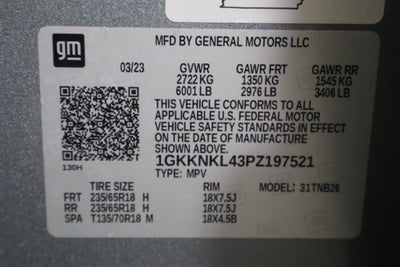 gm
MFD BY GENERAL MOTORS LLC
03/23 GVWR GAWR FRT GAWR RR
2722 KG 1350 KG 1545 KG
6001 LB 2976 LB 3406 LB
THIS VEHICLE CONFORMS TO ALL
APPLICABLE U.S. FEDERAL MOTOR
VEHICLE SAFETY STANDARDS IN EFFECT
ON THE DATE OF MANUFACTURE
SHOWN ABOVE.
1GKKNKL43PZ197521
130H
TYPE: MPV
TIRE SIZE RIM MODEL: 31TNB26
FRT 235/65R18 H 18X7.5J
RR 235/65R18 H 18X7.5J
SPA T135/70R18 M 18X4.5B